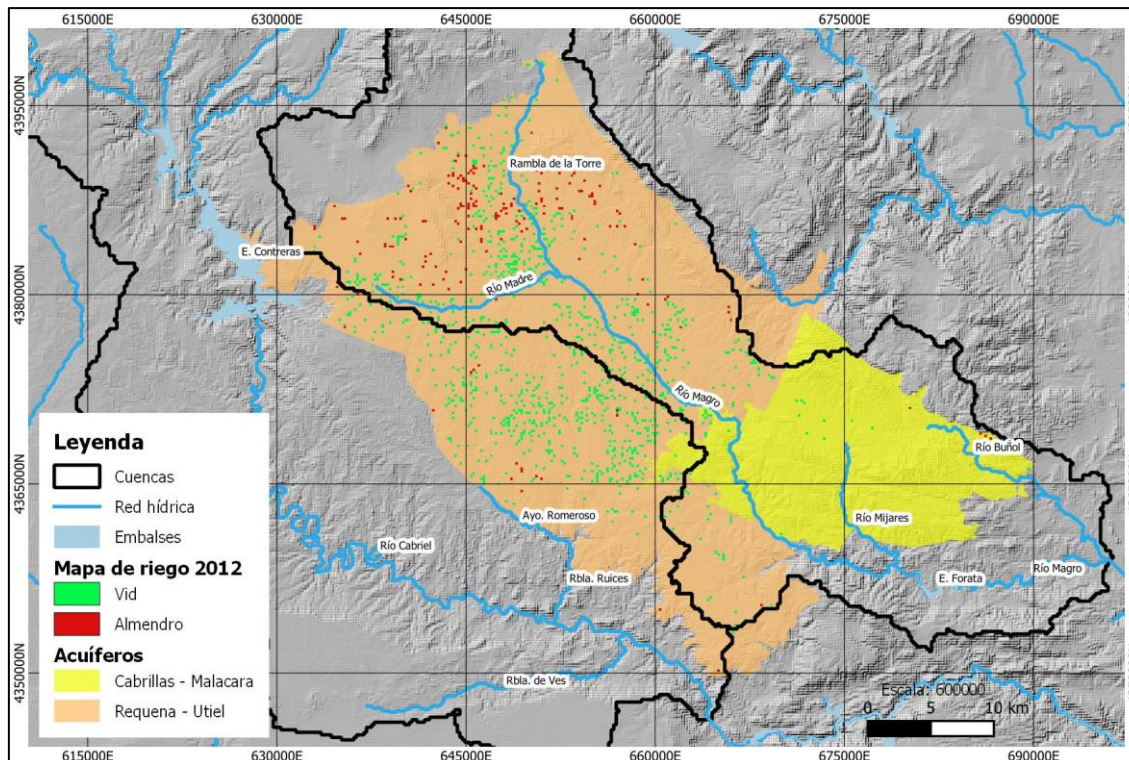 615000E 630000E 645000E 660000E 675000E 690000E
4395000N
Rambla de la Torre
E. Contreras
4380000N
Río Madre
Río Magro
Río Buñol
4365000N
Ayo. Romeroso
Río Mijares
Río Cabriel
Rbla. Ruices
E. Forata
Río Magro
4350000N
Rbla. de Ves
Leyenda
Cuencas
Red hídrica
Embalses
Mapa de riego 2012
Vid
Almendro
Acuíferos
Cabrillas - Malacara
Requena - Utiel
Escala: 600000
0 5 10 km
615000E 630000E 645000E 660000E 675000E 690000E